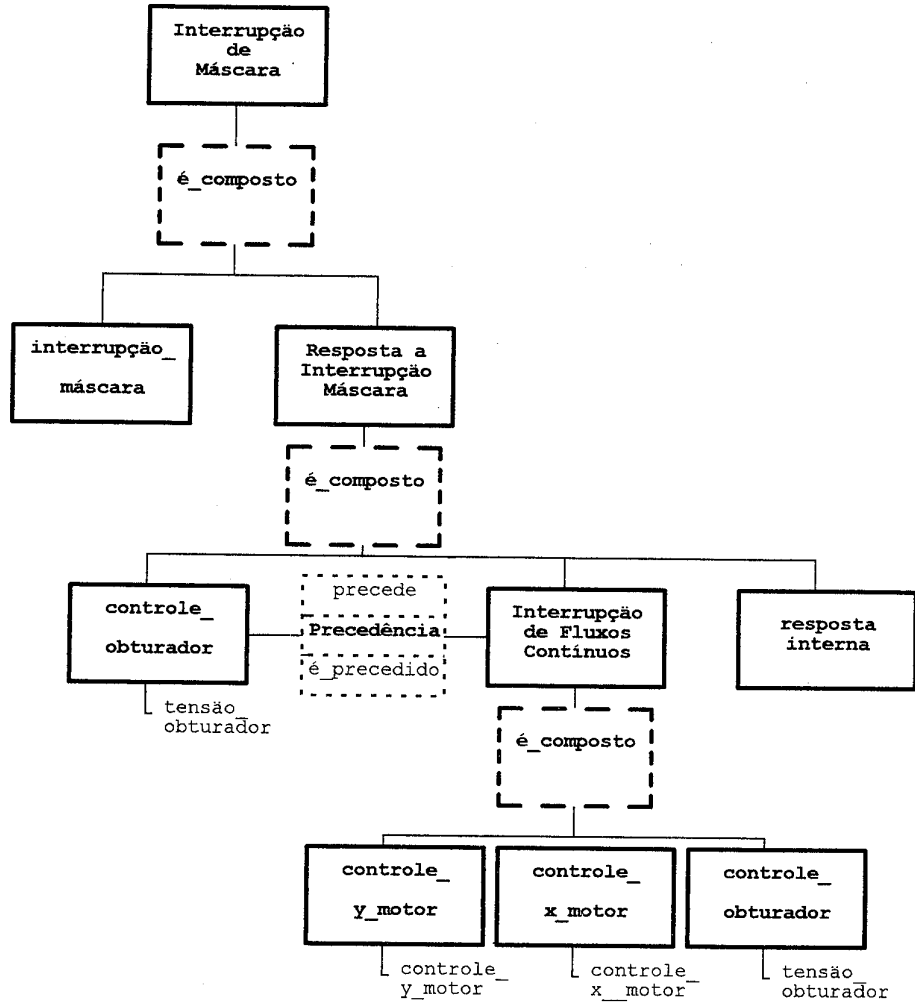 Interrupção
de
Máscara
é_composto
interrupção_
máscara
Resposta a
Interrupção
Máscara
é_composto
controle_
obturador
precede
Precedência
é_precedido
Interrupção
de Fluxos
Contínuos
resposta
interna
tensão_
obturador
é_composto
controle_
y_motor
controle_
x_motor
controle_
obturador
controle_
y_motor
controle_
x__motor
tensão_
obturador